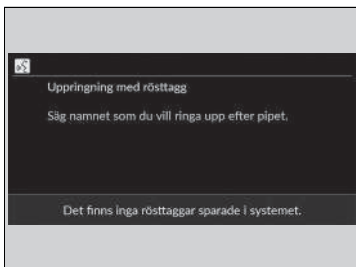 Uppringning med rösttagg
Säg namnet som du vill ringa upp efter pipet.
Det finns inga rösttaggar sparade i systemet.